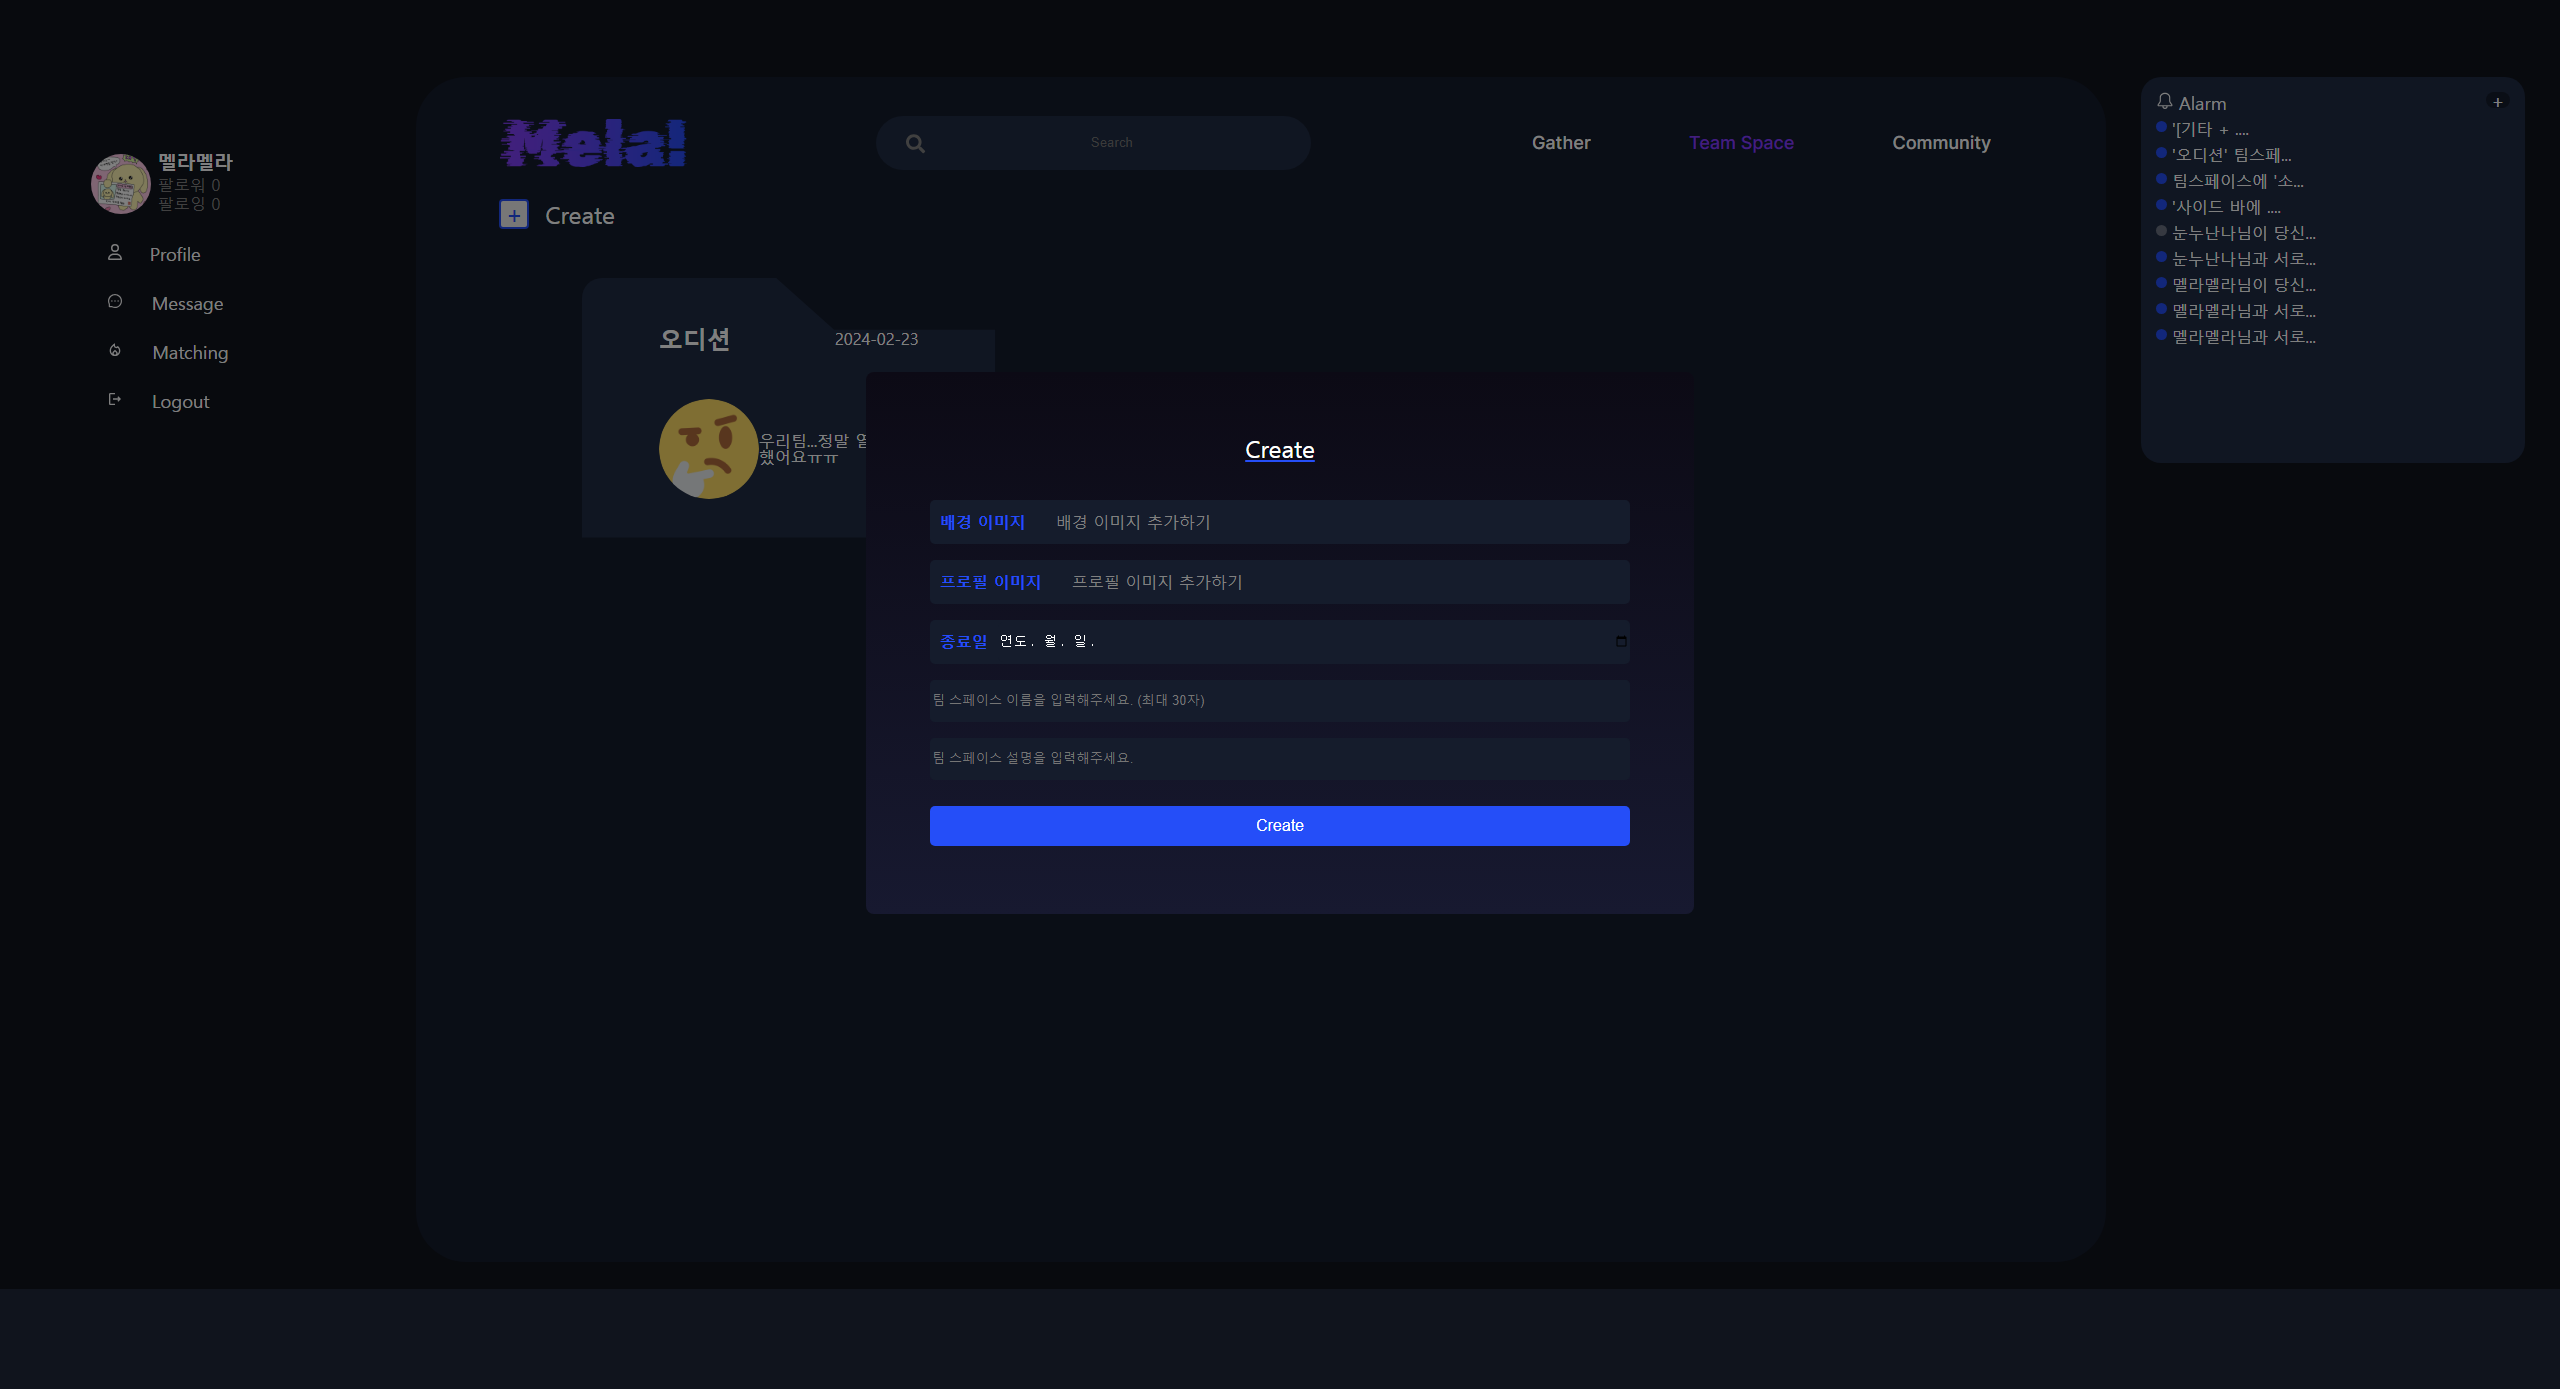 멜라멜라
팔로워 0
팔로잉 0
Profile
Message
Matching
Logout
Mela!
Search
Gather
Team Space
Community
+ Create
오디션
2024-02-23
우리팀...정말 열
했어요ㅠㅠ
Create
배경 이미지 배경 이미지 추가하기
프로필 이미지 프로필 이미지 추가하기
종료일 연도. 월. 일.
팀 스페이스 이름을 입력해주세요. (최대 30자)
팀 스페이스 설명을 입력해주세요.
Create
Alarm +
'[기타 + ....
'오디션' 팀스페...
팀스페이스에 '소...
'사이드 바에 ....
눈누난나님이 당신...
눈누난나님과 서로...
멜라멜라님이 당신...
멜라멜라님과 서로...
멜라멜라님과 서로...